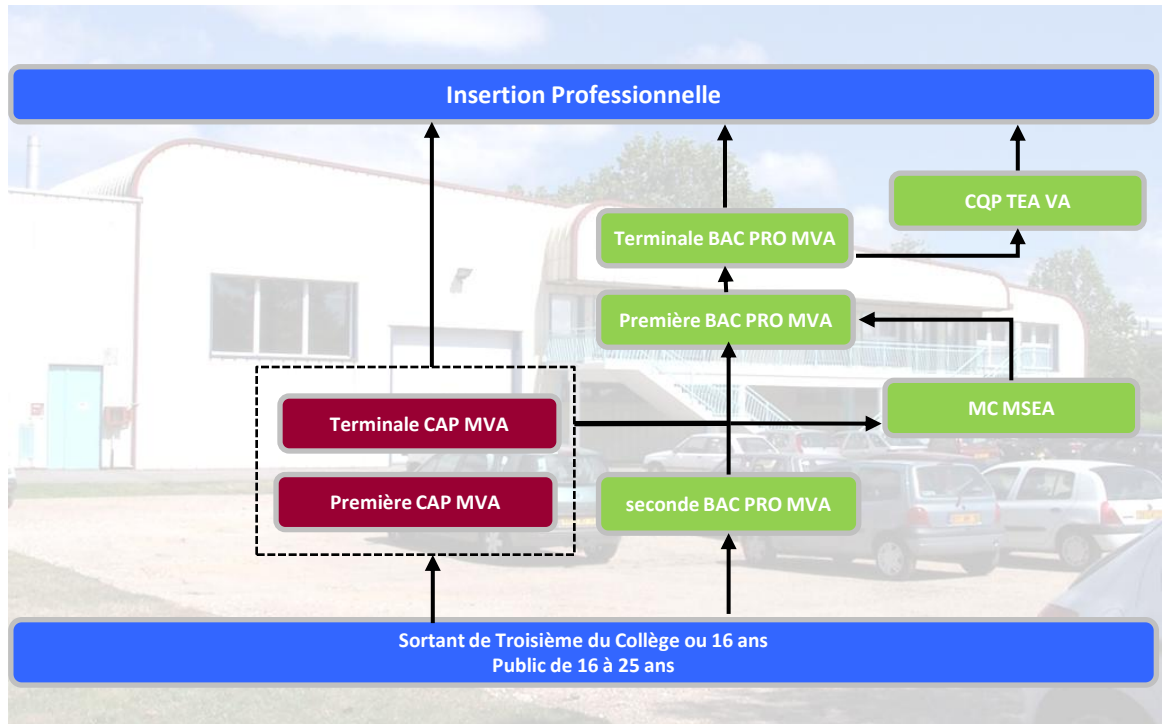 Insertion Professionnelle
CQP TEA VA
Terminale BAC PRO MVA
Première BAC PRO MVA
MC MSEA
Terminale CAP MVA
Première CAP MVA
seconde BAC PRO MVA
Sortant de Troisième du Collège ou 16 ans
Public de 16 à 25 ans